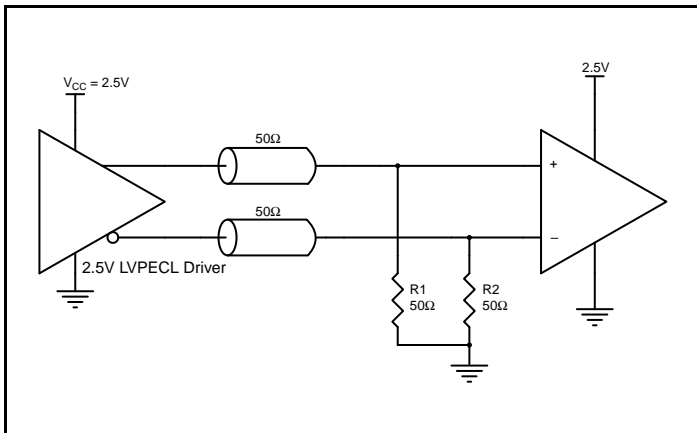 V_CC = 2.5V
2.5V
50Ω
50Ω
+
–
2.5V LVPECL Driver
R1
50Ω
R2
50Ω